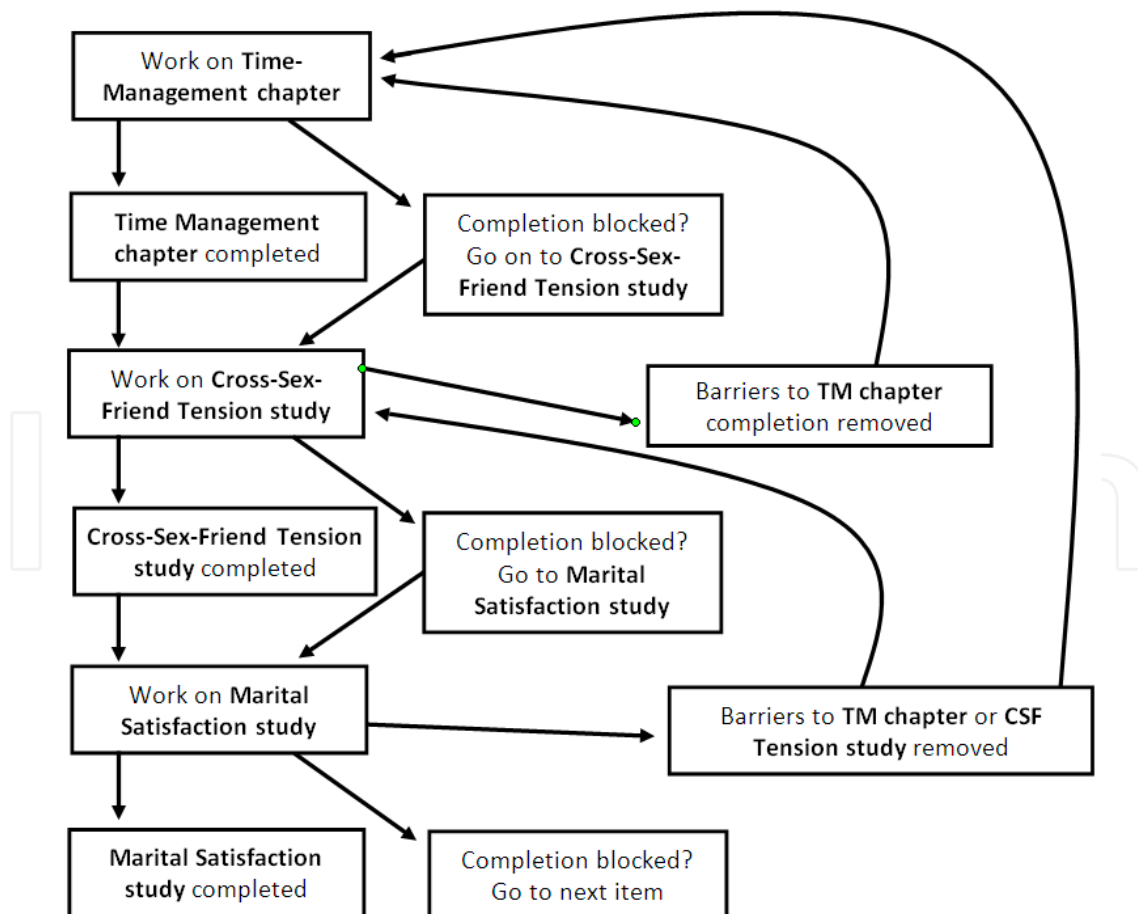 Work on Time-
Management chapter
Time Management
chapter completed
Completion blocked?
Go on to Cross-Sex-
Friend Tension study
Work on Cross-Sex-
Friend Tension study
Barriers to TM chapter
completion removed
Cross-Sex-Friend Tension
study completed
Completion blocked?
Go to Marital
Satisfaction study
Work on Marital
Satisfaction study
Barriers to TM chapter or CSF
Tension study removed
Marital Satisfaction
study completed
Completion blocked?
Go to next item